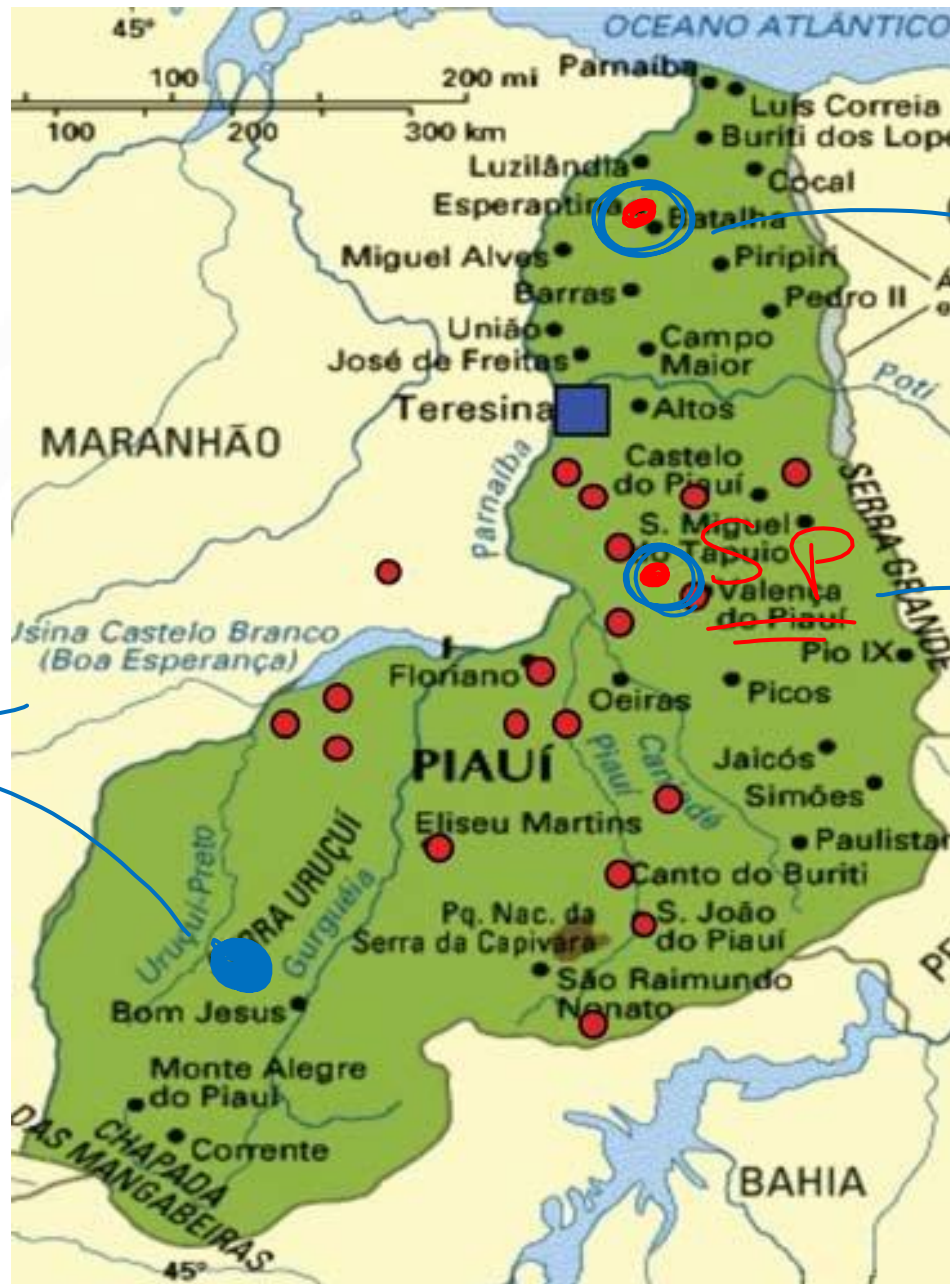 45°
OCEANO ATLÂNTICO
100 200 mi
100 200 300 km
Parnaíba
Luís Correia
Buriti dos Lope
Luzilândia
Cocal
Esperantina
Batalha
Miguel Alves
Piripiri
Barras
Pedro II
União
Campo
Maior
José de Freitas
Poti
Teresina
Altos
MARANHÃO
Parnaíba
Castelo
do Piauí
SERRA GRANDE
S. Miguel
do Tapuio
SP
Valença
do Piauí
Usina Castelo Branco
(Boa Esperança)
Pio IX
Floriano
Oeiras
Picos
PIAUÍ
Piauí
Canindé
Jaicós
Simões
Eliseu Martins
Paulistan
Uruçuí-Preto
SERRA URUÇUÍ
Gurguéia
Canto do Buriti
Pq. Nac. da
Serra da Capivara
S. João
do Piauí
São Raimundo
Nonato
Bom Jesus
Monte Alegre
do Piauí
Corrente
CHAPADA
DAS MANGABEIRAS
BAHIA
45°